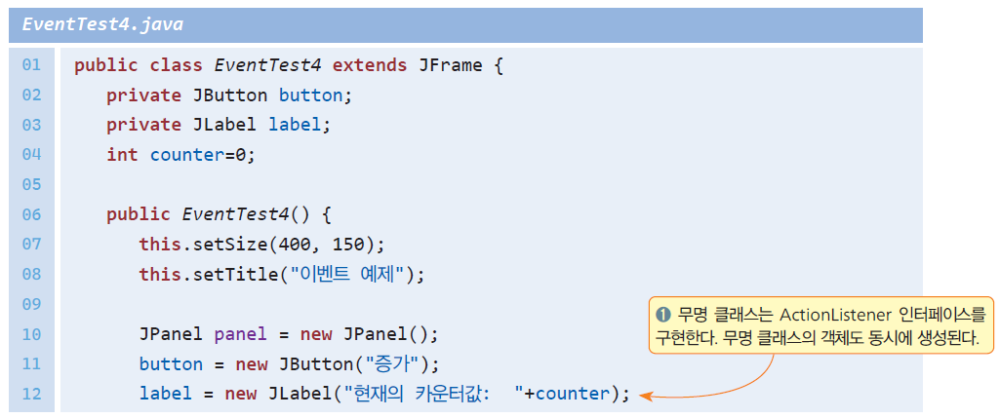 EventTest4.java
01 public class EventTest4 extends JFrame {
02 private JButton button;
03 private JLabel label;
04 int counter=0;
05
06 public EventTest4() {
07 this.setSize(400, 150);
08 this.setTitle("이벤트 예제");
09
10 JPanel panel = new JPanel();
11 button = new JButton("증가");
12 label = new JLabel("현재의 카운터값:  "+counter);
❶ 무명 클래스는 ActionListener 인터페이스를
구현한다. 무명 클래스의 객체도 동시에 생성된다.